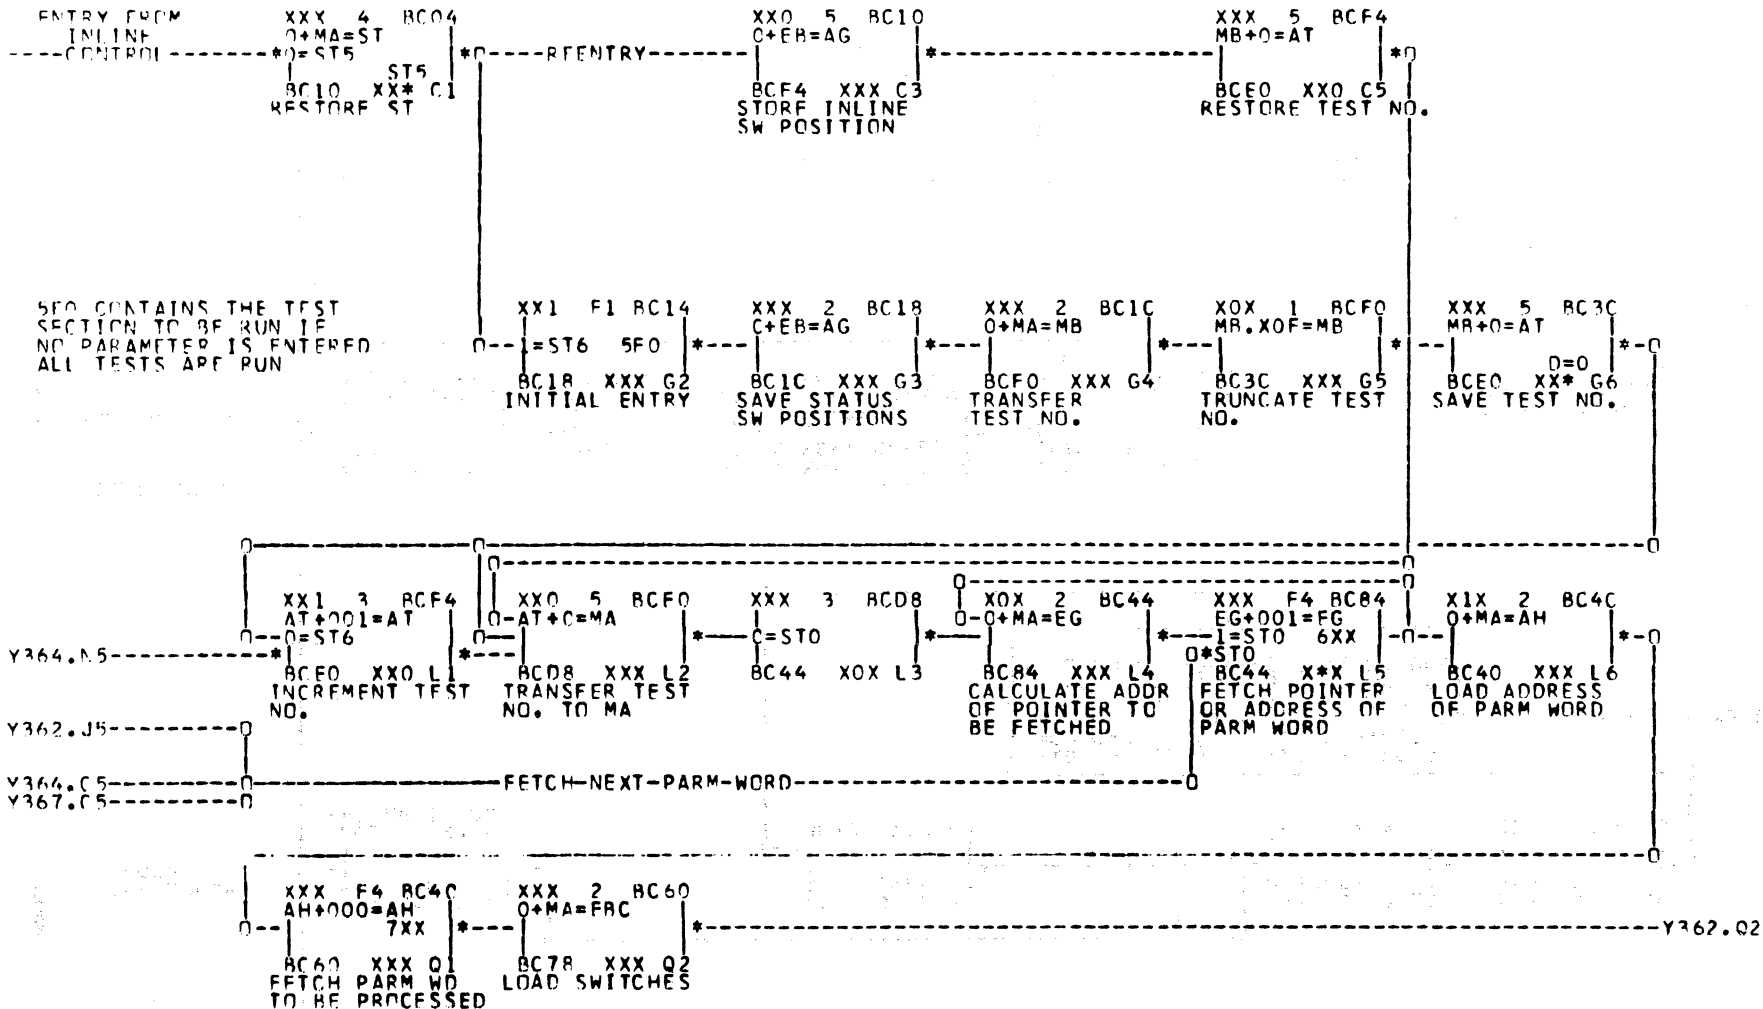 ENTRY FROM
INLINE
----CONTROL-------*
XXX 4 BC04
0+MA=ST
0=ST5
ST5
BC10 XX* C1
RESTORE ST
*0----REENTRY------
XX0 5 BC10
0+EB=AG
BCF4 XXX C3
STORE INLINE
SW POSITION
XXX 5 BCF4
MB+0=AT
BCE0 XX0 C5
RESTORE TEST NO.
5F0 CONTAINS THE TEST
SECTION TO BE RUN IF
NO PARAMETER IS ENTERED
ALL TESTS ARE RUN
XX1 F1 BC14
1=ST6 5F0
BC18 XXX G2
INITIAL ENTRY
XXX 2 BC18
0+EB=AG
BC1C XXX G3
SAVE STATUS
SW POSITIONS
XXX 2 BC1C
0+MA=MB
BCF0 XXX G4
TRANSFER
TEST NO.
X0X 1 BCF0
MB.X0F=MB
BC3C XXX G5
TRUNCATE TEST
NO.
XXX 5 BC3C
MB+0=AT
D=0
BCE0 XX* G6
SAVE TEST NO.
Y364.N5-----------*
XX1 3 BCF4
AT+001=AT
0=ST6
BCE0 XX0 L1
INCREMENT TEST
NO.
XX0 5 BCE0
AT+0=MA
BCD8 XXX L2
TRANSFER TEST
NO. TO MA
XXX 3 BCD8
0=ST0
BC44 X0X L3
X0X 2 BC44
0+MA=EG
BC84 XXX L4
CALCULATE ADDR
OF POINTER TO
BE FETCHED
XXX F4 BC84
EG+001=EG
1=ST0 6XX
*ST0
BC44 X*X L5
FETCH POINTER
OR ADDRESS OF
PARM WORD
X1X 2 BC4C
0+MA=AH
BC40 XXX L6
LOAD ADDRESS
OF PARM WORD
Y362.J5---------
Y364.C5---------
FETCH-NEXT-PARM-WORD
Y367.C5---------
XXX F4 BC40
AH+000=AH
7XX
BC60 XXX Q1
FETCH PARM WD
TO BE PROCESSED
XXX 2 BC60
0+MA=FBC
BC78 XXX Q2
LOAD SWITCHES
Y362.Q2